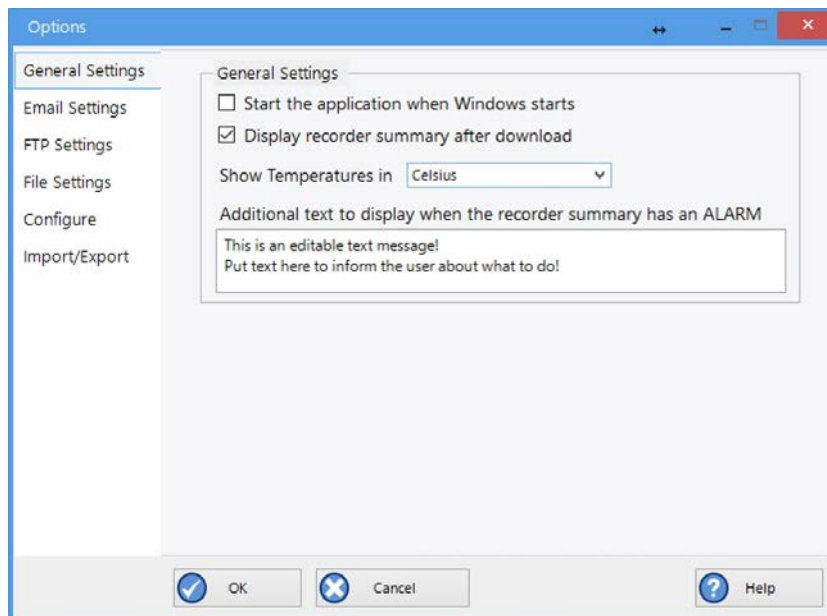 Options
General Settings
Email Settings
FTP Settings
File Settings
Configure
Import/Export
General Settings
Start the application when Windows starts
Display recorder summary after download
Show Temperatures in Celsius
Additional text to display when the recorder summary has an ALARM
This is an editable text message!
Put text here to inform the user about what to do!
OK Cancel Help